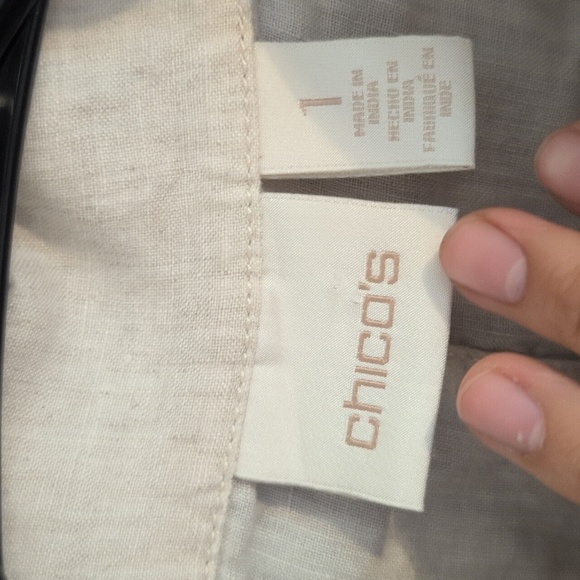 1
MADE IN
INDIA
HECHO EN
INDIA
FABRIQUÉ EN
INDE
chico's